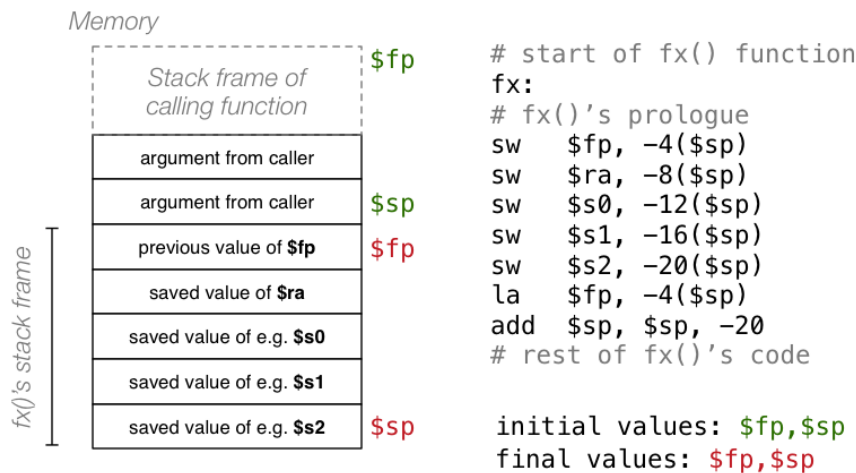 Memory
$fp
Stack frame of
calling function
argument from caller
argument from caller
$sp
previous value of $fp
$fp
saved value of $ra
saved value of e.g. $s0
saved value of e.g. $s1
saved value of e.g. $s2
$sp
fx()'s stack frame
# start of fx() function
fx:
# fx()'s prologue
sw $fp, -4($sp)
sw $ra, -8($sp)
sw $s0, -12($sp)
sw $s1, -16($sp)
sw $s2, -20($sp)
la $fp, -4($sp)
add $sp, $sp, -20
# rest of fx()'s code
initial values: $fp,$sp
final values: $fp,$sp